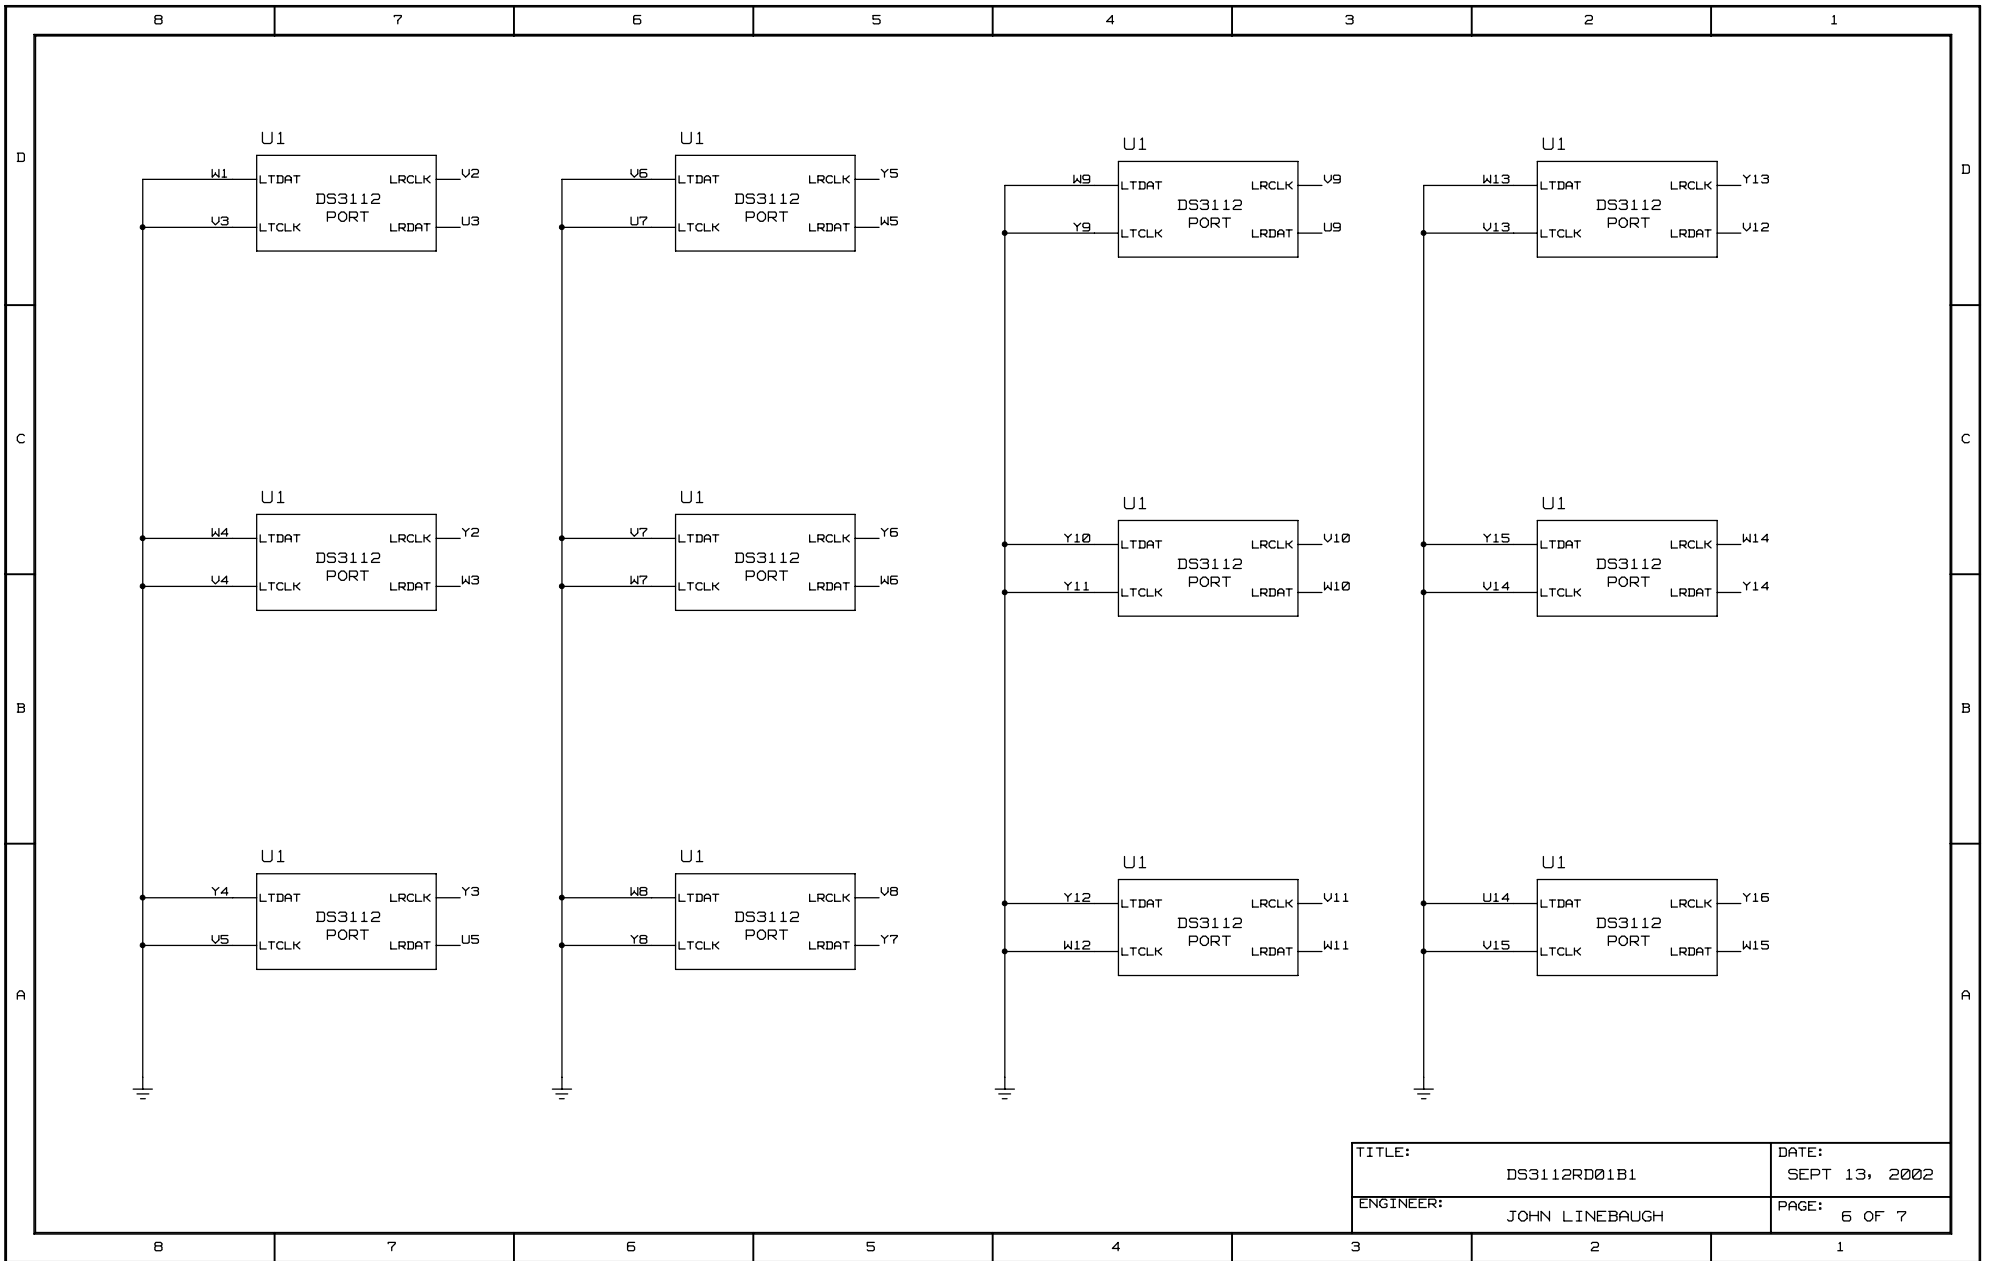 8 7 6 5 4 3 2 1
U1 U1
U1 U1
D D
W1 LTDAT LRCLK V2 V6 LTDAT LRCLK Y5
W9 LTDAT LRCLK V9 W13 LTDAT LRCLK Y13
DS3112 DS3112 DS3112 DS3112
PORT PORT PORT PORT
V3 LTCLK LRDAT U3 U7 LTCLK LRDAT W5
Y9 LTCLK LRDAT U9 V13 LTCLK LRDAT V12
C C
U1 U1
U1 U1
W4 LTDAT LRCLK Y2 V7 LTDAT LRCLK Y6
Y10 LTDAT LRCLK V10 Y15 LTDAT LRCLK W14
DS3112 DS3112 DS3112 DS3112
PORT PORT PORT PORT
V4 LTCLK LRDAT W3 W7 LTCLK LRDAT W6
Y11 LTCLK LRDAT W10 V14 LTCLK LRDAT Y14
B B
U1 U1
U1 U1
Y4 LTDAT LRCLK Y3 W8 LTDAT LRCLK V8
Y12 LTDAT LRCLK V11 U14 LTDAT LRCLK Y16
DS3112 DS3112 DS3112 DS3112
PORT PORT PORT PORT
V5 LTCLK LRDAT U5 Y8 LTCLK LRDAT Y7
W12 LTCLK LRDAT W11 V15 LTCLK LRDAT W15
A A
TITLE: DATE:
DS3112RD01B1 SEPT 13, 2002
ENGINEER: PAGE:
JOHN LINEBAUGH 6 OF 7
8 7 6 5 4 3 2 1